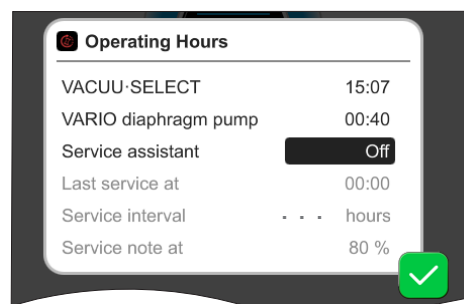 Operating Hours
VACUU·SELECT 15:07
VARIO diaphragm pump 00:40
Service assistant Off
Last service at 00:00
Service interval - - - hours
Service note at 80 %